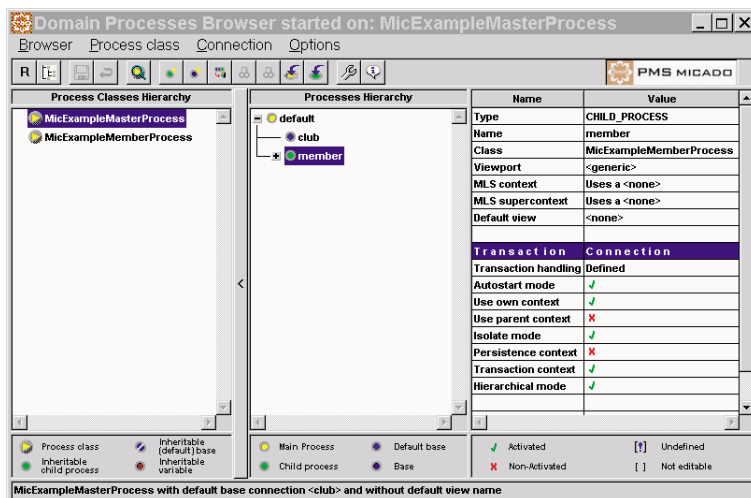 Domain Processes Browser started on: MicExampleMasterProcess
Browser Process class Connection Options
R PMS MICADO
Process Classes Hierarchy
MicExampleMasterProcess
MicExampleMemberProcess
<
Processes Hierarchy
default
club
member
Name Value
Type CHILD_PROCESS
Name member
Class MicExampleMemberProcess
Viewport <generic>
MLS context Uses a <none>
MLS supercontext Uses a <none>
Default view <none>
Transaction Connection
Transaction handling Defined
Autostart mode
Use own context
Use parent context
Isolate mode
Persistence context
Transaction context
Hierarchical mode
Process class Inheritable (default) base
Inheritable child process Inheritable variable
Main Process Default base
Child process Base
Activated [!] Undefined
Non-Activated [ ] Not editable
MicExampleMasterProcess with default base connection <club> and without default view name